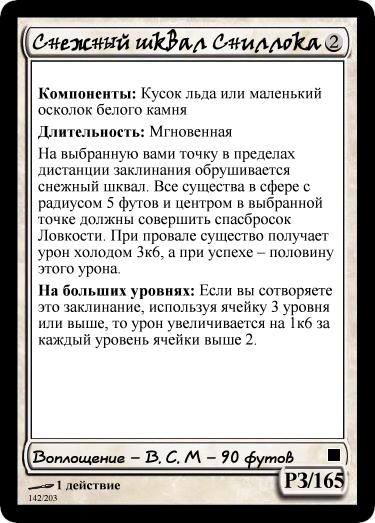 Снежный шквал Сниллока 2
Компоненты: Кусок льда или маленький
осколок белого камня
Длительность: Мгновенная
На выбранную вами точку в пределах
дистанции заклинания обрушивается
снежный шквал. Все существа в сфере с
радиусом 5 футов и центром в выбранной
точке должны совершить спасбросок
Ловкости. При провале существо получает
урон холодом 3к6, а при успехе – половину
этого урона.
На больших уровнях: Если вы сотворяете
это заклинание, используя ячейку 3 уровня
или выше, то урон увеличивается на 1к6 за
каждый уровень ячейки выше 2.
Воплощение – В, С, М – 90 футов
РЗ/165
1 действие
142/203